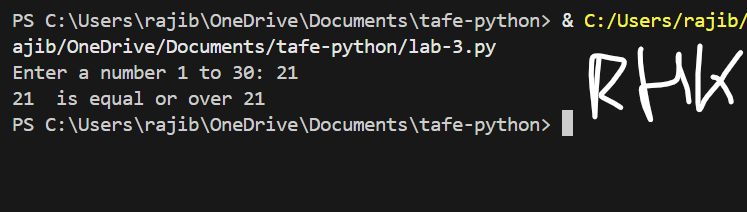 PS C:\Users\rajib\OneDrive\Documents\tafe-python> & C:/Users/rajib/
ajib/OneDrive/Documents/tafe-python/lab-3.py
Enter a number 1 to 30: 21
21  is equal or over 21
PS C:\Users\rajib\OneDrive\Documents\tafe-python>
RHK